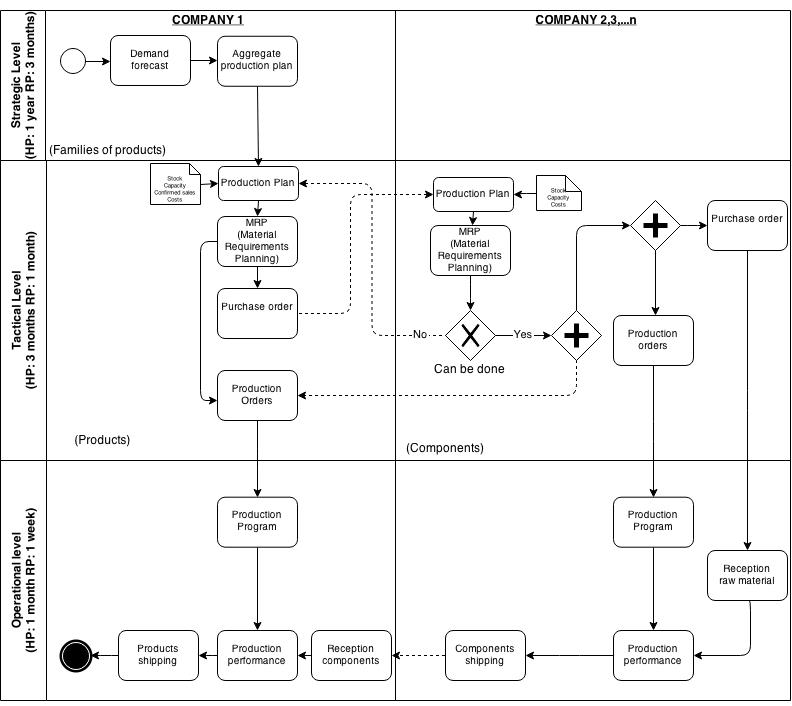 COMPANY 1
COMPANY 2,3,...n
Strategic Level
(HP: 1 year RP: 3 months)
Demand
forecast
Aggregate
production plan
(Families of products)
Tactical Level
(HP: 3 months RP: 1 month)
Stock
Capacity
Confirmed sales
Costs
Production Plan
MRP
(Material
Requirements
Planning)
Purchase order
Production
Orders
(Products)
Production Plan
Stock
Capacity
Costs
MRP
(Material
Requirements
Planning)
No
Yes
Can be done
Purchase order
Production
orders
(Components)
Operational level
(HP: 1 month RP: 1 week)
Production
Program
Products
shipping
Production
performance
Reception
components
Production
Program
Reception
raw material
Components
shipping
Production
performance